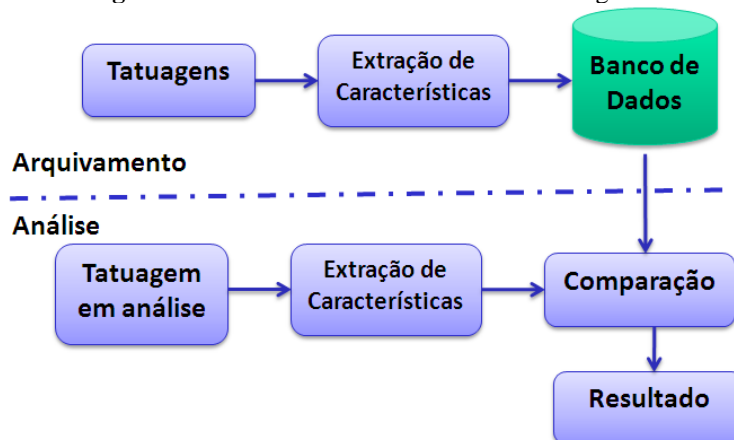 Tatuagens
Extração de
Características
Banco de
Dados
Arquivamento
Análise
Tatuagem
em análise
Extração de
Características
Comparação
Resultado